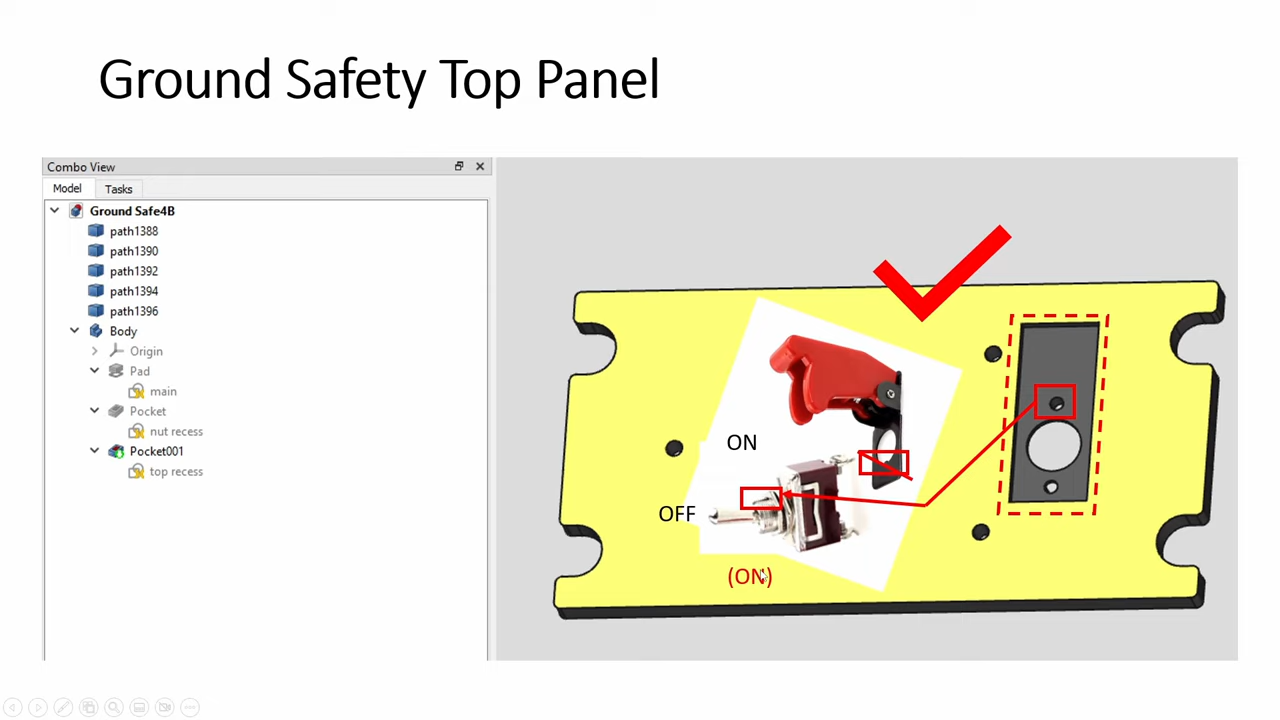 Ground Safety Top Panel
Combo View
Model Tasks
Ground Safe4B
path1388
path1390
path1392
path1394
path1396
Body
Origin
Pad
main
Pocket
nut recess
Pocket001
top recess
ON
OFF
(ON)